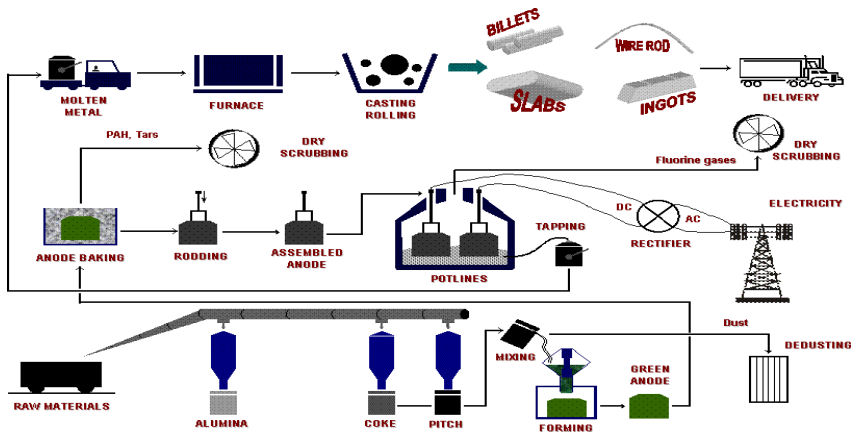 BILLETS
WIRE ROD
SLABs
INGOTS
MOLTEN
METAL
FURNACE
CASTING
ROLLING
DELIVERY
PAH, Tars
DRY
SCRUBBING
Fluorine gases
DRY
SCRUBBING
ANODE BAKING
RODDING
ASSEMBLED
ANODE
POTLINES
TAPPING
DC
AC
RECTIFIER
ELECTRICITY
RAW MATERIALS
ALUMINA
COKE
PITCH
MIXING
FORMING
GREEN
ANODE
Dust
DEDUSTING